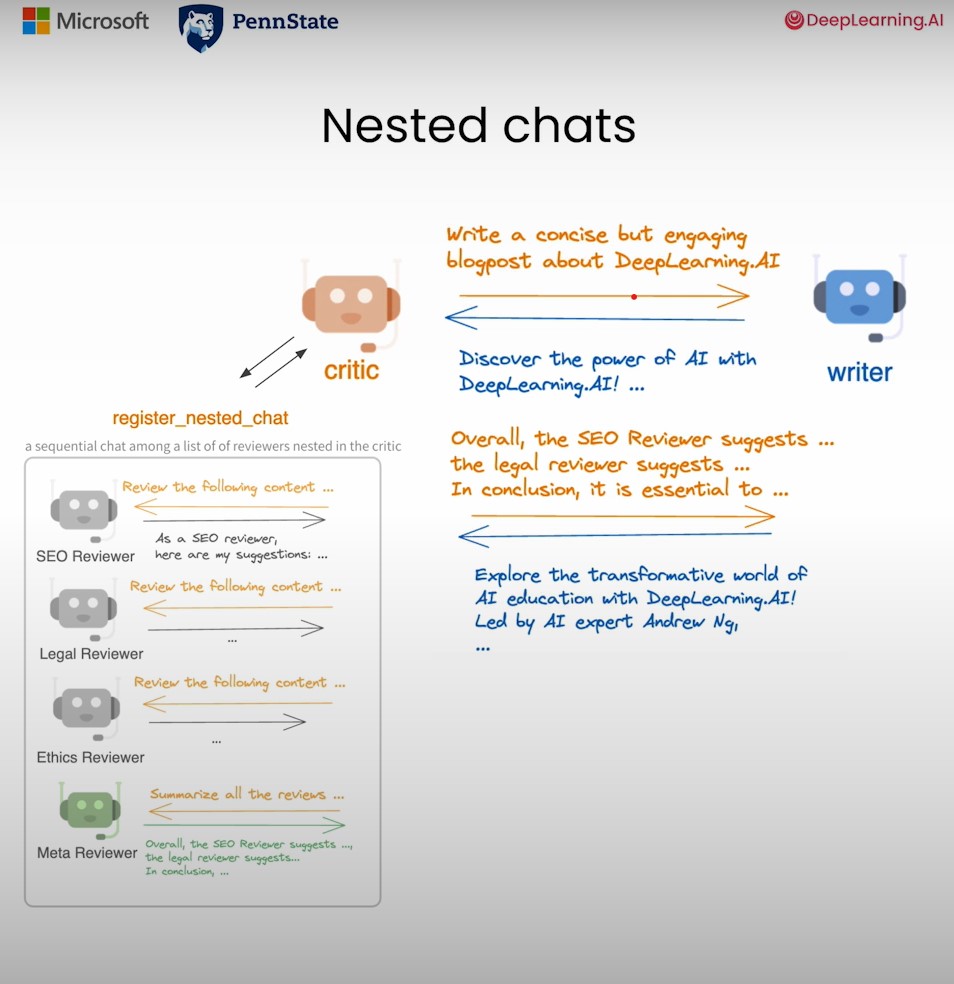 Microsoft
PennState
DeepLearning.AI
Nested chats
Write a concise but engaging
blogpost about DeepLearning.AI
critic
writer
Discover the power of AI with
DeepLearning.AI! ...
register_nested_chat
a sequential chat among a list of of reviewers nested in the critic
Overall, the SEO Reviewer suggests ...
the legal reviewer suggests ...
In conclusion, it is essential to ...
Explore the transformative world of
AI education with DeepLearning.AI!
Led by AI expert Andrew Ng,
...
Review the following content ...
As a SEO reviewer,
here are my suggestions: ...
SEO Reviewer
Review the following content ...
...
Legal Reviewer
Review the following content ...
...
Ethics Reviewer
Summarize all the reviews ...
Meta Reviewer
Overall, the SEO Reviewer suggests ...,
the legal reviewer suggests...
In conclusion, ...